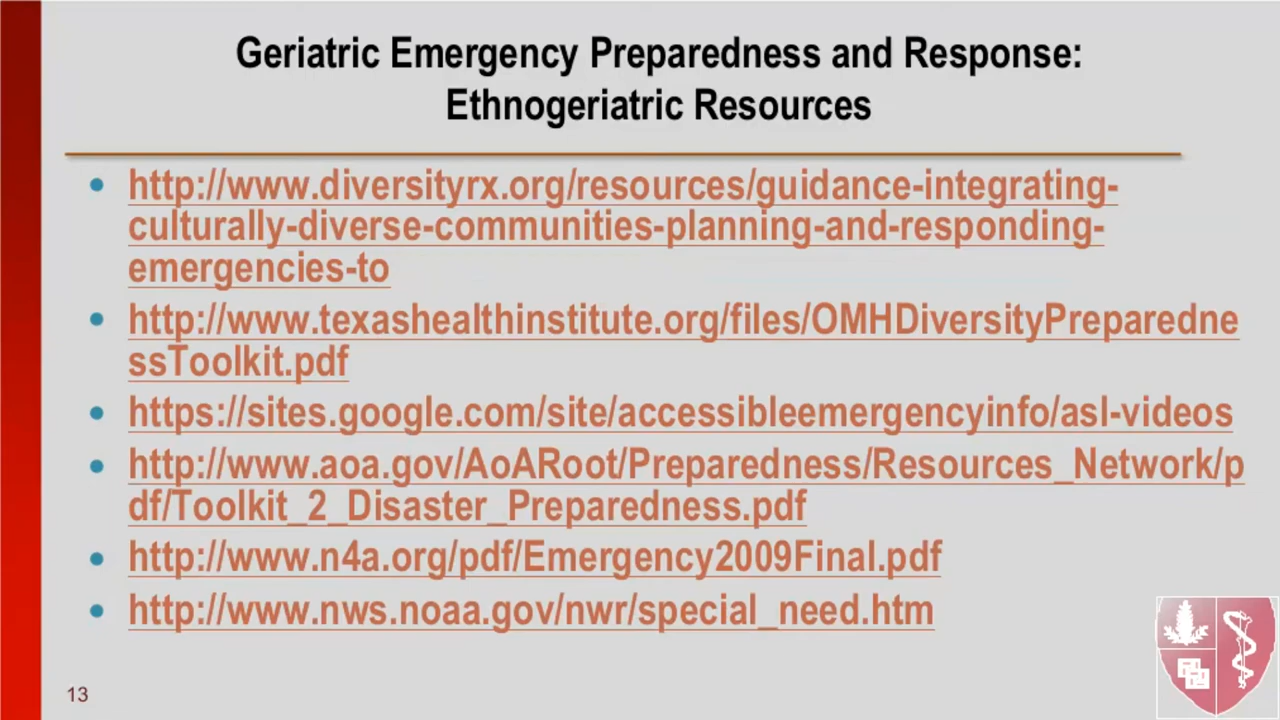 Geriatric Emergency Preparedness and Response:
Ethnogeriatric Resources
• http://www.diversityrx.org/resources/guidance-integrating-
culturally-diverse-communities-planning-and-responding-
emergencies-to
• http://www.texashealthinstitute.org/files/OMHDiversityPreparedne
ssToolkit.pdf
• https://sites.google.com/site/accessibleemergencyinfo/asl-videos
• http://www.aoa.gov/AoARoot/Preparedness/Resources_Network/p
df/Toolkit_2_Disaster_Preparedness.pdf
• http://www.n4a.org/pdf/Emergency2009Final.pdf
• http://www.nws.noaa.gov/nwr/special_need.htm
13